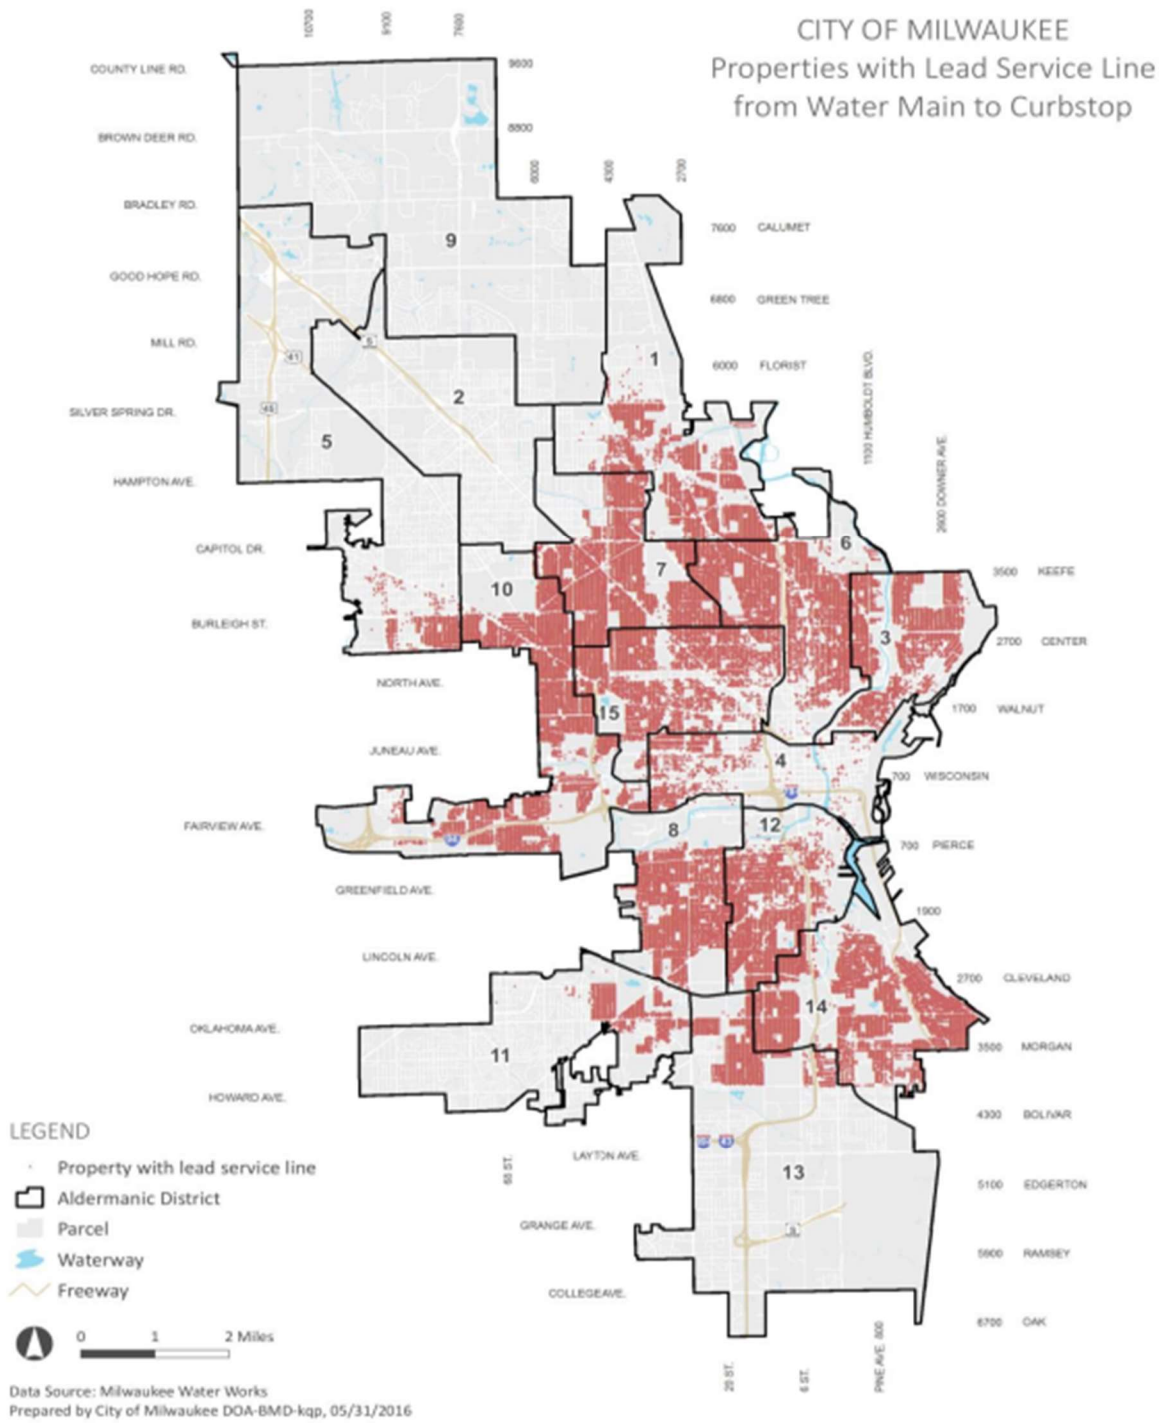 CITY OF MILWAUKEE
Properties with Lead Service Line
from Water Main to Curbstop
10700
9100
7600
COUNTY LINE RD.
9600
BROWN DEER RD.
8800
6000
4300
2700
BRADLEY RD.
7600 CALUMET
9
GOOD HOPE RD.
6800 GREEN TREE
MILL RD.
41
1
6000 FLORIST
2
45
SILVER SPRING DR.
5
1100 HUMBOLDT BLVD.
2600 DOWNER AVE.
HAMPTON AVE.
CAPITOL DR.
6
7
3500 KEEFE
10
BURLEIGH ST.
3
2700 CENTER
NORTH AVE.
15
1700 WALNUT
JUNEAU AVE.
4
700 WISCONSIN
FAIRVIEW AVE.
8
12
700 PIERCE
GREENFIELD AVE.
1900
LINCOLN AVE.
2700 CLEVELAND
14
OKLAHOMA AVE.
11
3500 MORGAN
HOWARD AVE.
4300 BOLIVAR
LEGEND
Property with lead service line
Aldermanic District
Parcel
Waterway
Freeway
68 ST.
LAYTON AVE.
13
5100 EDGERTON
GRANGE AVE.
5900 RAMSEY
COLLEGE AVE.
6700 OAK
0 1 2 Miles
20 ST.
6 ST.
PINE AVE. 800
Data Source: Milwaukee Water Works
Prepared by City of Milwaukee DOA-BMD-kqp, 05/31/2016